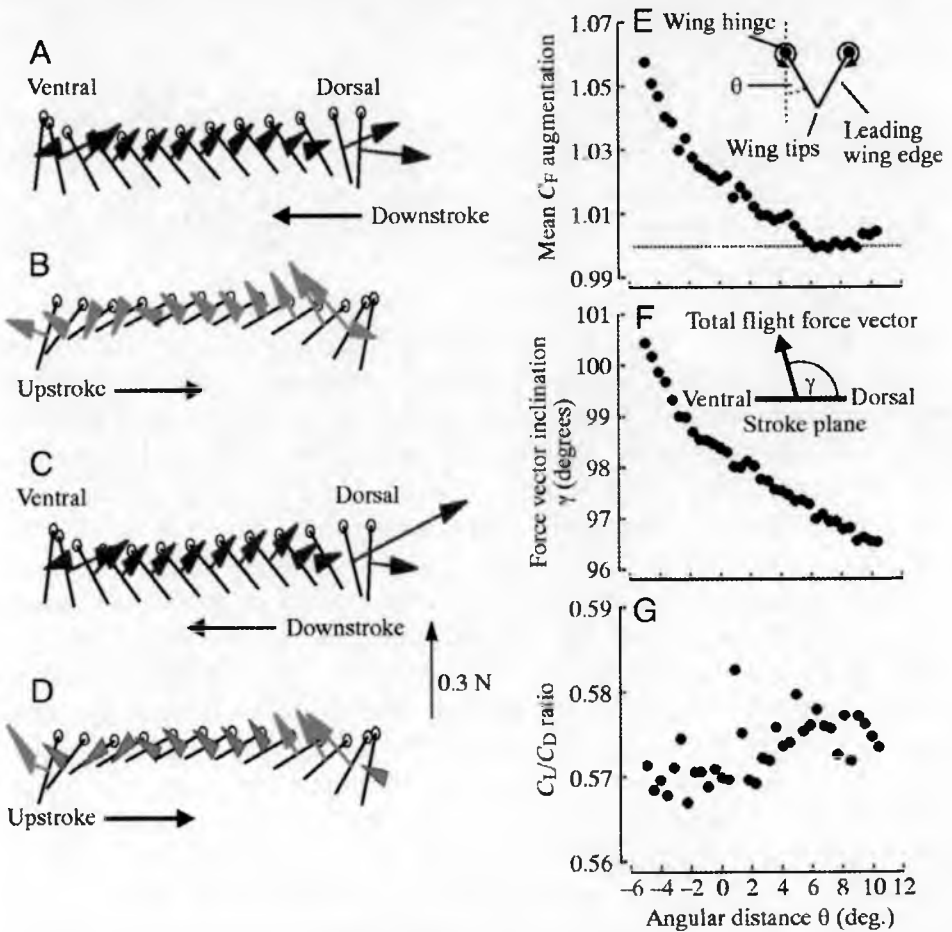 A
Ventral Dorsal
Downstroke
B
Upstroke
C
Ventral Dorsal
Downstroke
0.3 N
D
Upstroke
E
Mean CF augmentation
1.07
1.05
1.03
1.01
0.99
Wing hinge
θ
Wing tips
Leading
wing edge
F
Force vector inclination
γ (degrees)
101
100
99
98
97
96
Total flight force vector
γ
Ventral Dorsal
Stroke plane
G
CL/CD ratio
0.59
0.58
0.57
0.56
−6 −4 −2 0 2 4 6 8 10 12
Angular distance θ (deg.)